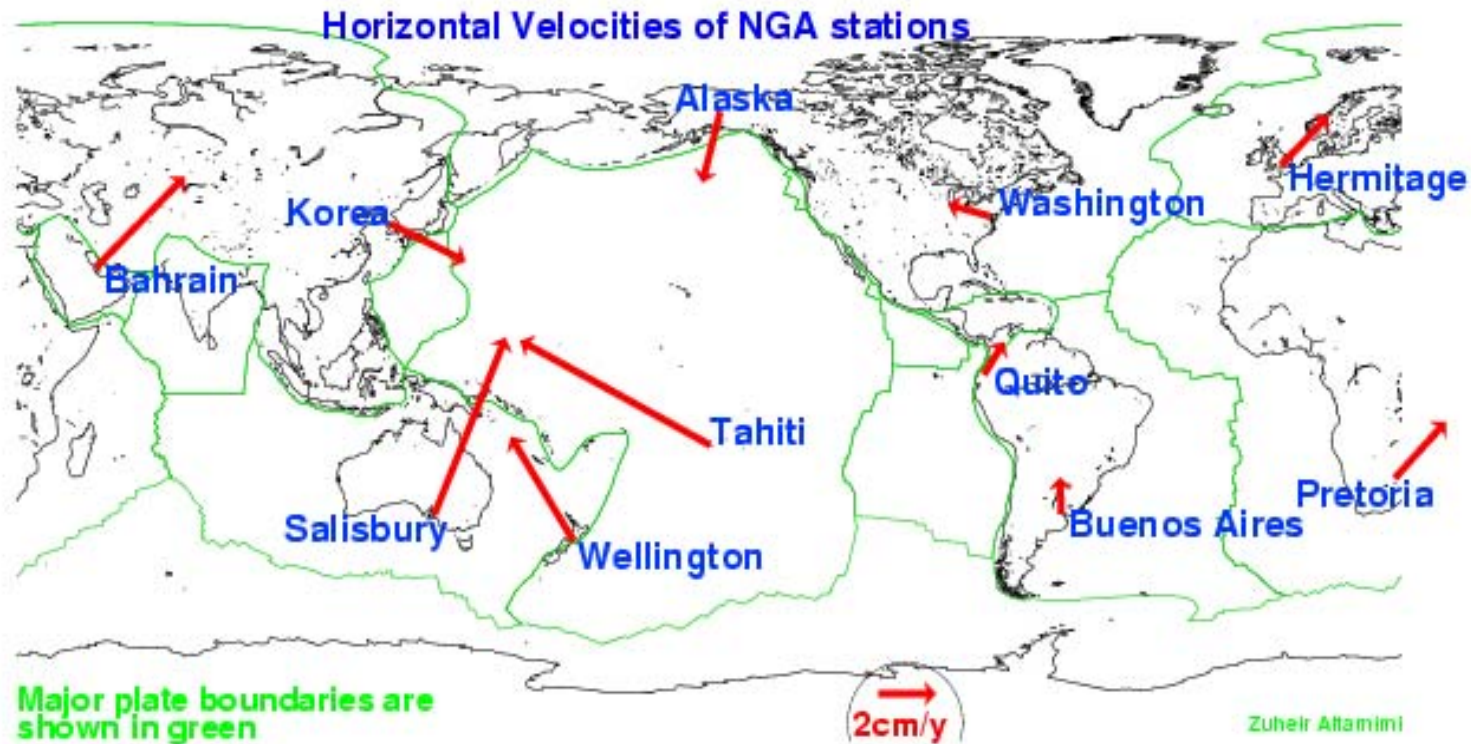 Horizontal Velocities of NGA stations
Alaska
Hermitage
Washington
Korea
Bahrain
Quito
Tahiti
Pretoria
Salisbury
Buenos Aires
Wellington
Major plate boundaries are
shown in green
2cm/y
Zuheir Altamimi